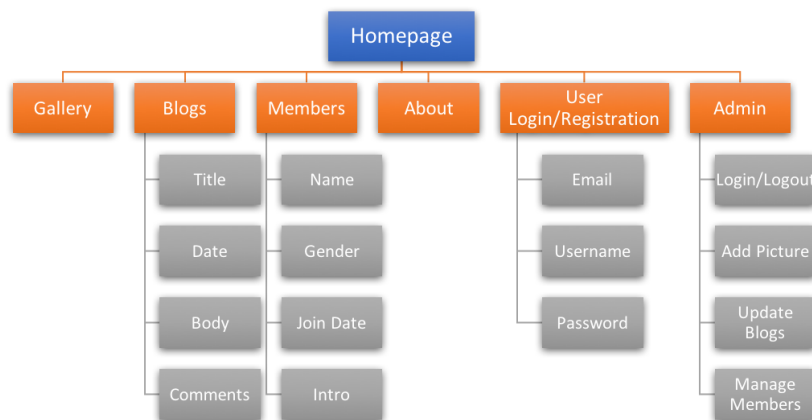 Homepage
Gallery
Blogs
Members
About
User
Login/Registration
Admin
Title
Name
Email
Login/Logout
Date
Gender
Username
Add Picture
Body
Join Date
Password
Update
Blogs
Comments
Intro
Manage
Members